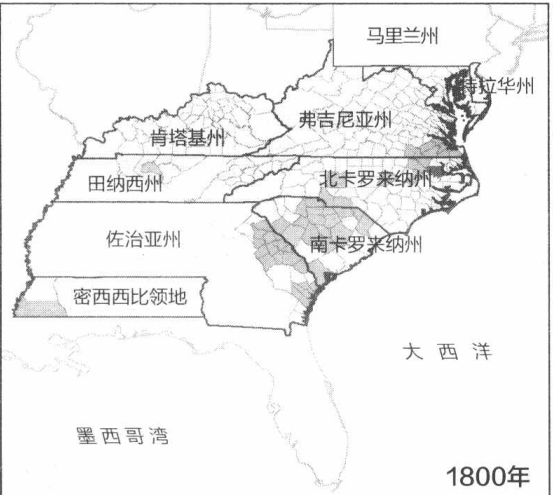 马里兰州
特拉华州
弗吉尼亚州
肯塔基州
田纳西州
北卡罗来纳州
佐治亚州
南卡罗来纳州
密西西比领地
大西洋
墨西哥湾
1800年